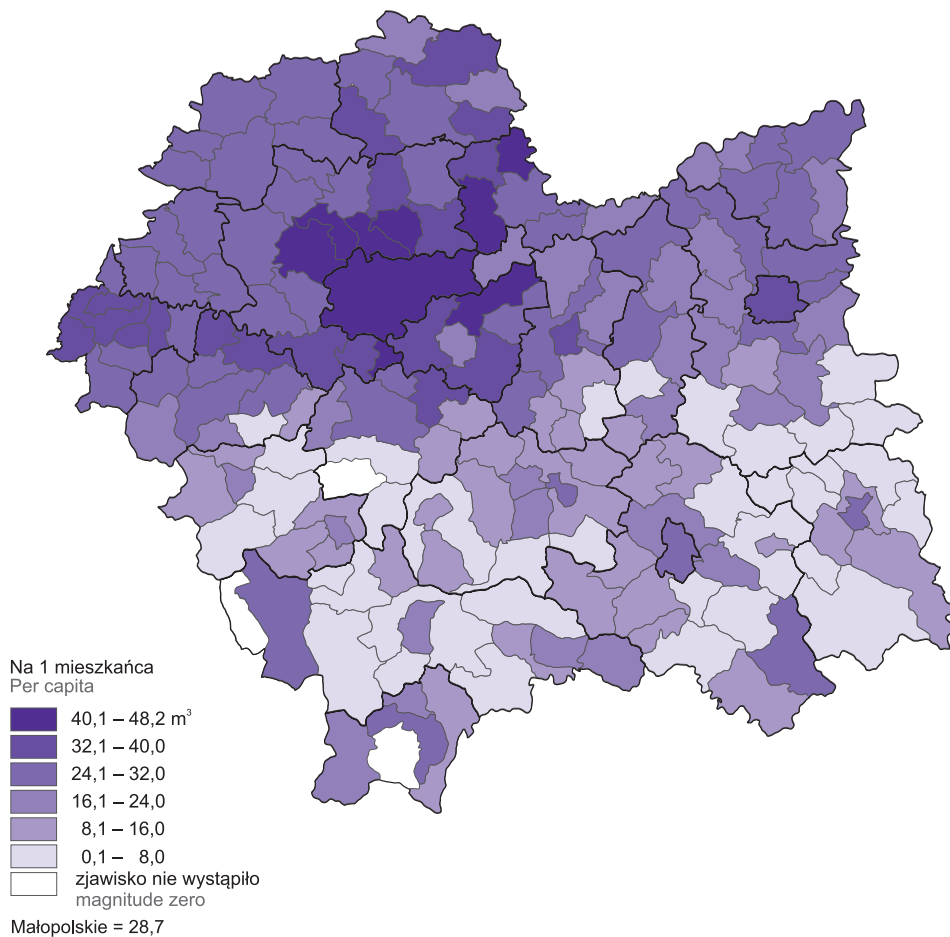 Na 1 mieszkańca
Per capita
40,1 – 48,2 m³
32,1 – 40,0
24,1 – 32,0
16,1 – 24,0
8,1 – 16,0
0,1 – 8,0
zjawisko nie wystąpiło
magnitude zero
Małopolskie = 28,7